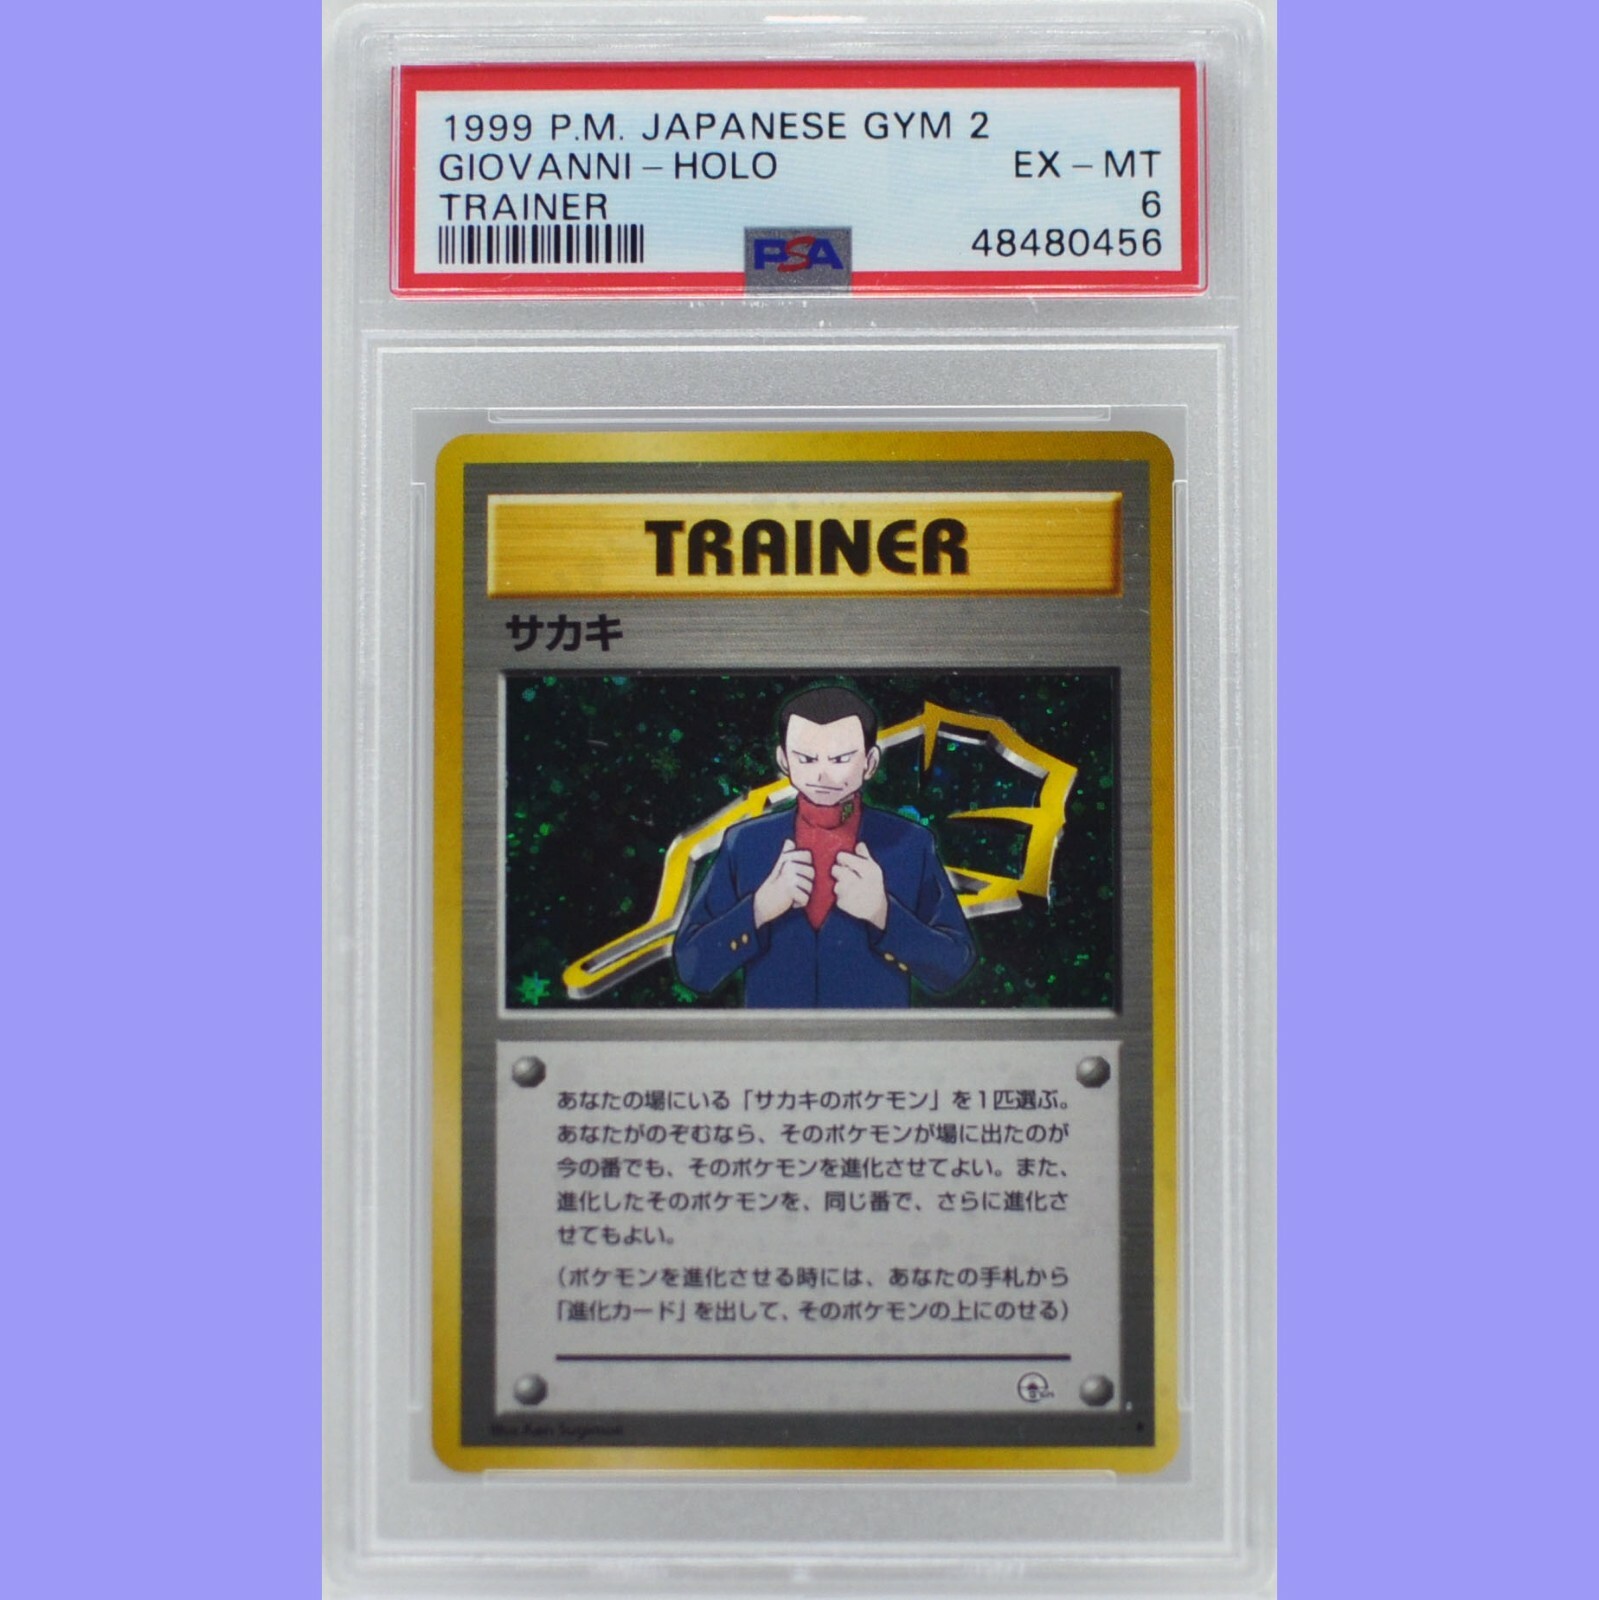 1999 P.M. JAPANESE GYM 2
GIOVANNI-HOLO EX-MT
TRAINER 6
48480456
PSA
TRAINER
サカキ
あなたの場にいる「サカキのポケモン」を1匹選ぶ。
あなたがのぞむなら、そのポケモンが場に出たのが
今の番でも、そのポケモンを進化させてよい。また、
進化したそのポケモンを、同じ番で、さらに進化さ
せてもよい。
(ポケモンを進化させる時には、あなたの手札から
「進化カード」を出して、そのポケモンの上にのせる)
Illus. Ken Sugimori